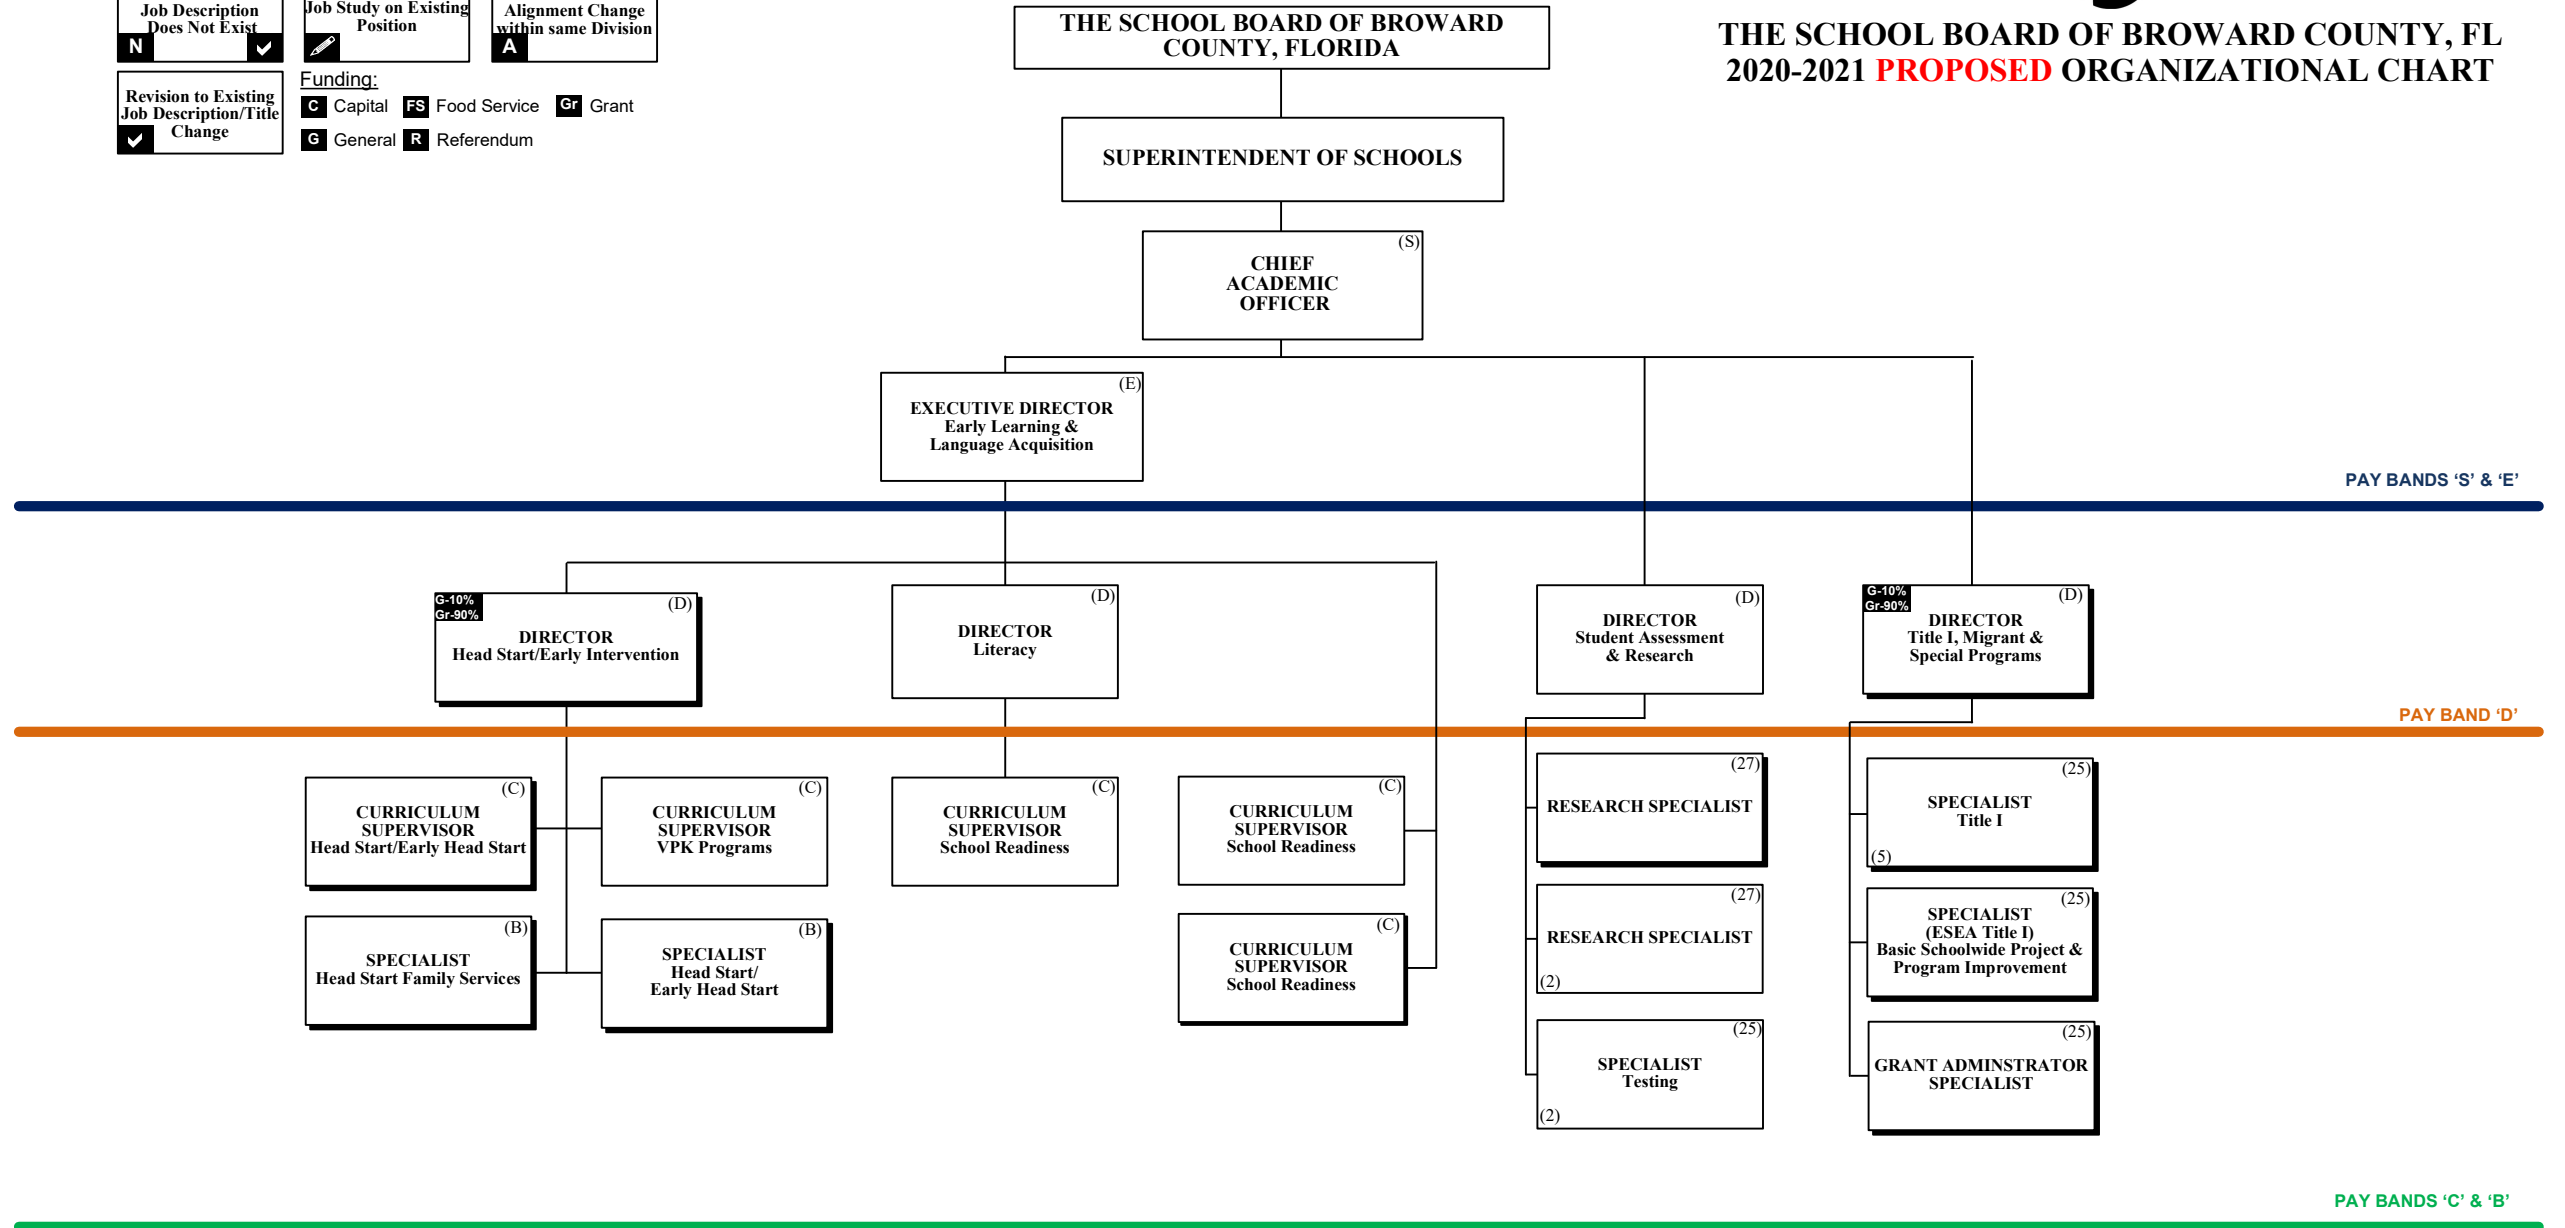 Job Description
Does Not Exist
N
Job Study on Existing
Position
Alignment Change
within same Division
A
Revision to Existing
Job Description/Title
Change
Funding:
C Capital FS Food Service Gr Grant
G General R Referendum
THE SCHOOL BOARD OF BROWARD
COUNTY, FLORIDA
THE SCHOOL BOARD OF BROWARD COUNTY, FL
2020-2021 PROPOSED ORGANIZATIONAL CHART
SUPERINTENDENT OF SCHOOLS
(S)
CHIEF
ACADEMIC
OFFICER
(E)
EXECUTIVE DIRECTOR
Early Learning &
Language Acquisition
PAY BANDS ‘S’ & ‘E’
G-10%
Gr-90%
(D)
DIRECTOR
Head Start/Early Intervention
(D)
DIRECTOR
Literacy
(D)
DIRECTOR
Student Assessment
& Research
G-10%
Gr-90%
(D)
DIRECTOR
Title I, Migrant &
Special Programs
PAY BAND ‘D’
(C)
CURRICULUM
SUPERVISOR
Head Start/Early Head Start
(C)
CURRICULUM
SUPERVISOR
VPK Programs
(C)
CURRICULUM
SUPERVISOR
School Readiness
(C)
CURRICULUM
SUPERVISOR
School Readiness
(27)
RESEARCH SPECIALIST
(25)
SPECIALIST
Title I
(5)
(B)
SPECIALIST
Head Start Family Services
(B)
SPECIALIST
Head Start/
Early Head Start
(C)
CURRICULUM
SUPERVISOR
School Readiness
(27)
RESEARCH SPECIALIST
(2)
(25)
SPECIALIST
(ESEA Title I)
Basic Schoolwide Project &
Program Improvement
(25)
SPECIALIST
Testing
(2)
(25)
GRANT ADMINSTRATOR
SPECIALIST
PAY BANDS ‘C’ & ‘B’